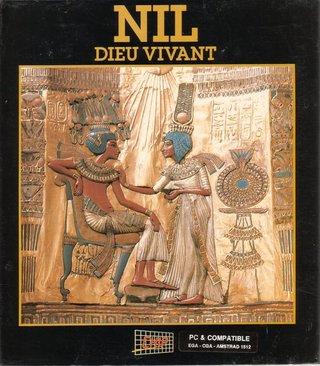 NIL
DIEU VIVANT
PC & COMPATIBLE
EGA - CGA - AMSTRAD 1512